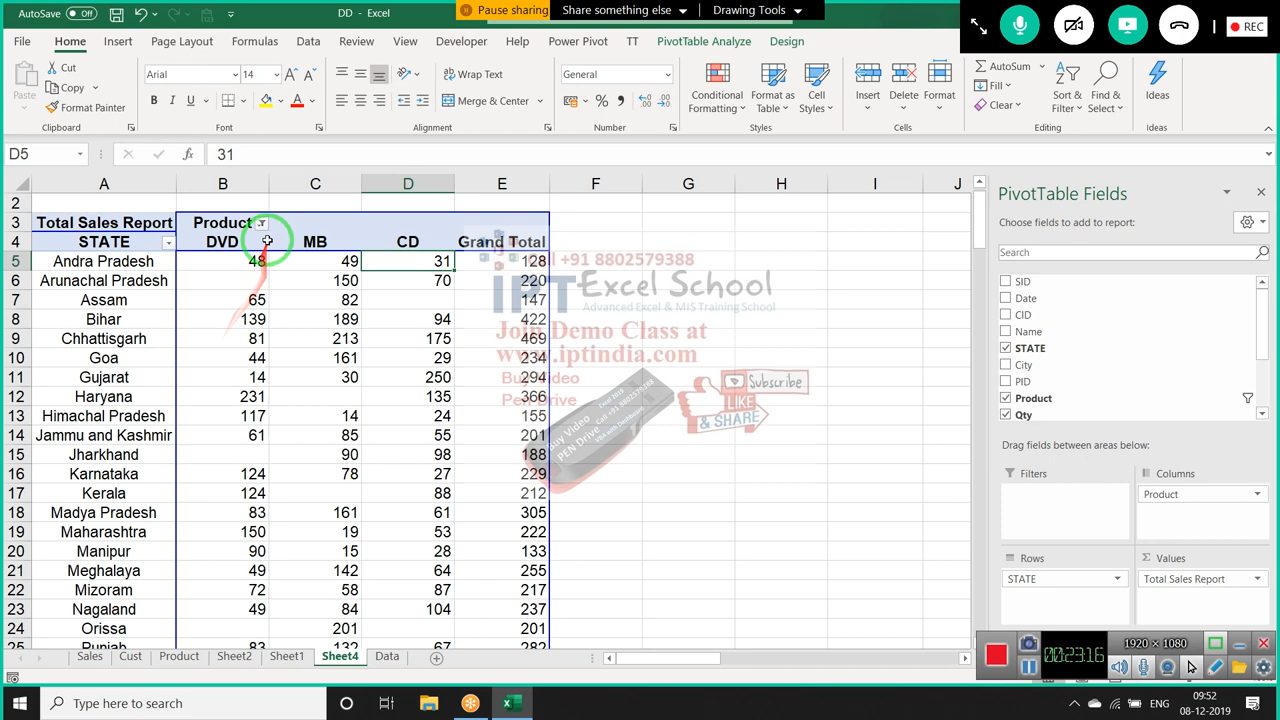 AutoSave Off
DD - Excel
Pause sharing
Share something else
Drawing Tools
REC
File Home Insert Page Layout Formulas Data Review View Developer Help Power Pivot TT PivotTable Analyze Design
Paste
Cut
Copy
Format Painter
Clipboard
Arial 14
B I U
Font
Wrap Text
Merge & Center
Alignment
General
Number
Conditional Formatting
Format as Table
Cell Styles
Styles
Insert Delete Format
Cells
AutoSum
Fill
Clear
Sort & Filter
Find & Select
Editing
Ideas
Ideas
D5 fx 31
A B C D E F G H I J
2
3 Total Sales Report Product
4 STATE DVD MB CD Grand Total
5 Andra Pradesh 48 49 31 128
6 Arunachal Pradesh 150 70 220
7 Assam 65 82 147
8 Bihar 139 189 94 422
9 Chhattisgarh 81 213 175 469
10 Goa 44 161 29 234
11 Gujarat 14 30 250 294
12 Haryana 231 135 366
13 Himachal Pradesh 117 14 24 155
14 Jammu and Kashmir 61 85 55 201
15 Jharkhand 90 98 188
16 Karnataka 124 78 27 229
17 Kerala 124 88 212
18 Madya Pradesh 83 161 61 305
19 Maharashtra 150 19 53 222
20 Manipur 90 15 28 133
21 Meghalaya 49 142 64 255
22 Mizoram 72 58 87 217
23 Nagaland 49 84 104 237
24 Orissa 201 201
25 Punjab 83 132 67 282
Call +91 8802579388
IPT Excel School
Advanced Excel & MIS Training School
Join Demo Class at
www.iptindia.com
Buy Video
Pen Drive
Subscribe
LIKE
& SHARE
Buy Video
PEN Drive
PivotTable Fields
Choose fields to add to report:
Search
SID
Date
CID
Name
STATE
City
PID
Product
Qty
Drag fields between areas below:
Filters
Columns
Product
Rows
STATE
Σ Values
Total Sales Report
Sales Cust Product Sheet2 Sheet1 Sheet4 Data
00:23:16
1920 × 1080
Type here to search
ENG
09:52
08-12-2019